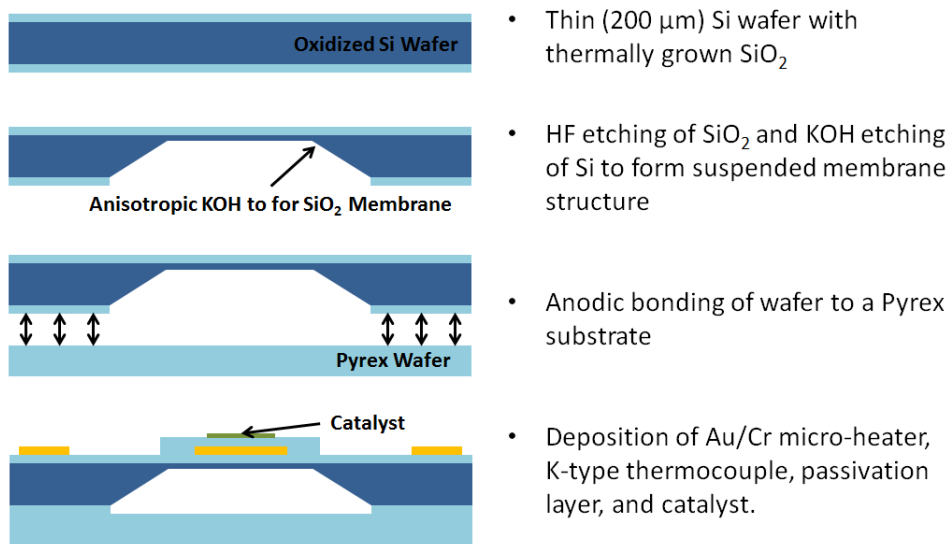 Oxidized Si Wafer
• Thin (200 µm) Si wafer with
thermally grown SiO₂
Anisotropic KOH to for SiO₂ Membrane
• HF etching of SiO₂ and KOH etching
of Si to form suspended membrane
structure
Pyrex Wafer
• Anodic bonding of wafer to a Pyrex
substrate
Catalyst
• Deposition of Au/Cr micro-heater,
K-type thermocouple, passivation
layer, and catalyst.